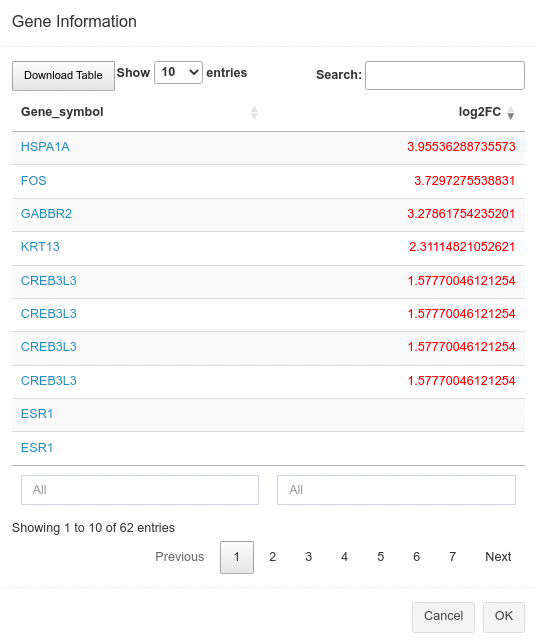 Gene Information
Download Table Show 10 entries Search:
Gene_symbol log2FC
HSPA1A 3.95536288735573
FOS 3.7297275538831
GABBR2 3.27861754235201
KRT13 2.31114821052621
CREB3L3 1.57770046121254
CREB3L3 1.57770046121254
CREB3L3 1.57770046121254
CREB3L3 1.57770046121254
ESR1
ESR1
All All
Showing 1 to 10 of 62 entries
Previous 1 2 3 4 5 6 7 Next
Cancel OK